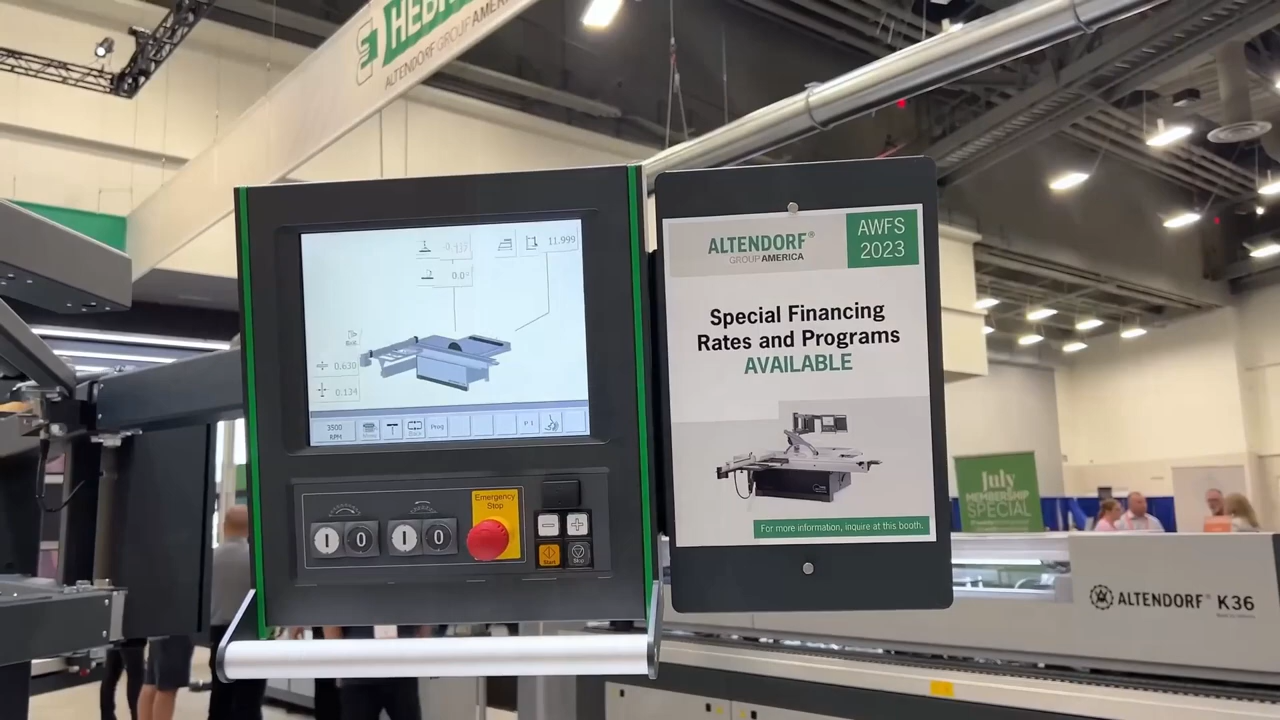 ALTENDORF GROUP AMERICA
11.999
0.0°
0.630
0.134
3500
RPM
Prog
P 1
Emergency
Stop
I 0 I 0
Start
Stop
ALTENDORF®
GROUP AMERICA
AWFS
2023
Special Financing
Rates and Programs
AVAILABLE
For more information, inquire at this booth.
July
MEMBERSHIP
SPECIAL
ALTENDORF® K36